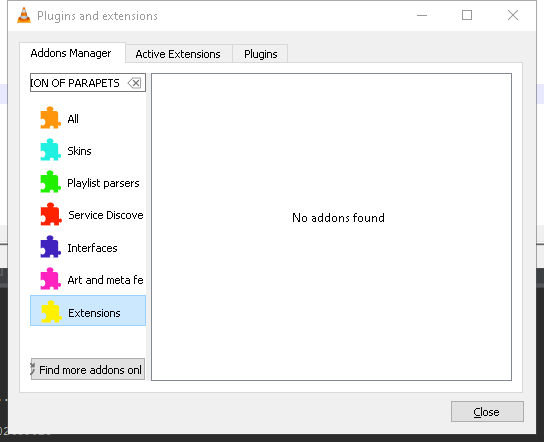 Plugins and extensions
Addons Manager
Active Extensions
Plugins
ION OF PARAPETS
All
Skins
Playlist parsers
Service Discove
Interfaces
Art and meta fe
Extensions
No addons found
Find more addons onl
Close